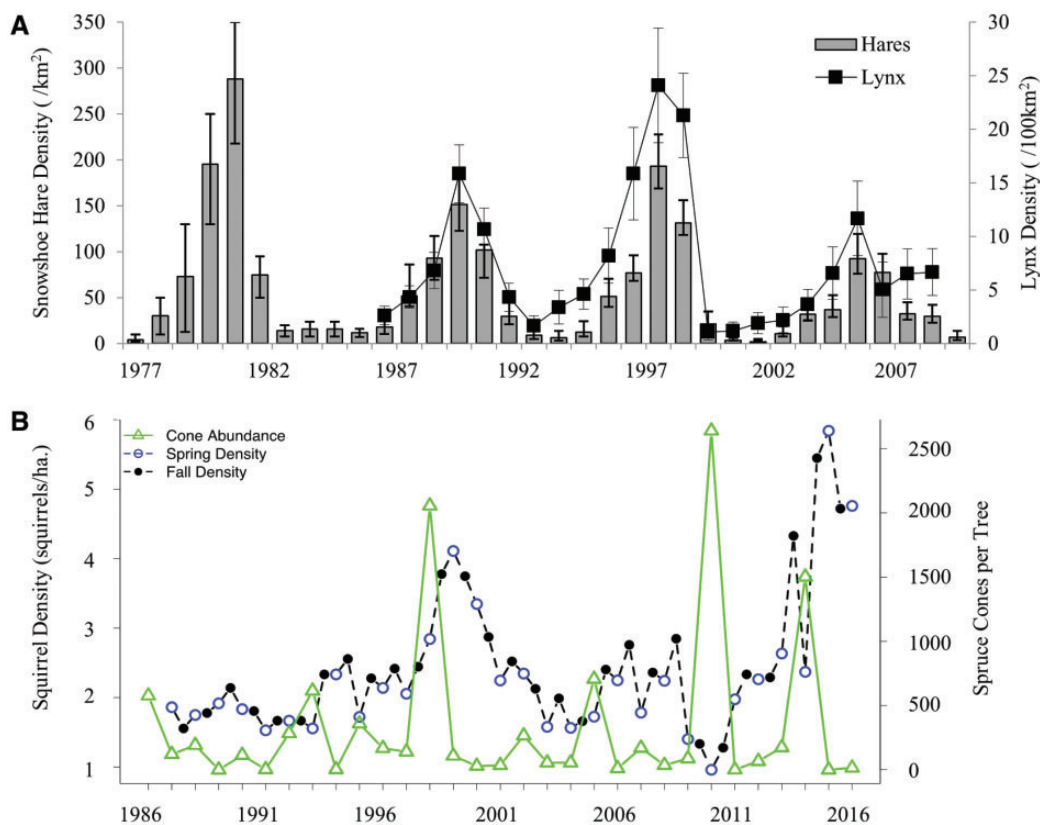 A
Snowshoe Hare Density ( /km²)
350
300
250
200
150
100
50
0
Hares
Lynx
30
25
20
15
10
5
0
Lynx Density ( /100km²)
1977 1982 1987 1992 1997 2002 2007
B
Squirrel Density (squirrels/ha.)
6
5
4
3
2
1
Cone Abundance
Spring Density
Fall Density
2500
2000
1500
1000
500
0
Spruce Cones per Tree
1986 1991 1996 2001 2006 2011 2016